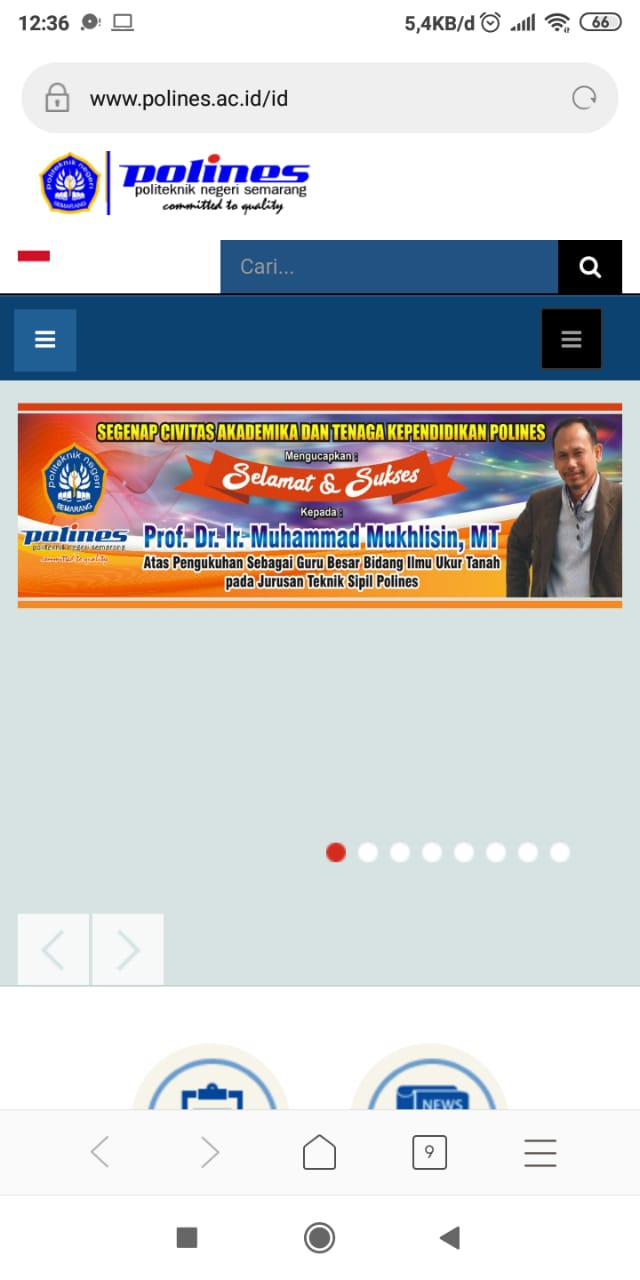 12:36
5,4KB/d
66
www.polines.ac.id/id
politeknik negeri
SEMARANG
polines
politeknik negeri semarang
committed to quality
Cari...
SEGENAP CIVITAS AKADEMIKA DAN TENAGA KEPENDIDIKAN POLINES
Mengucapkan :
Selamat & Sukses
Kepada :
politeknik negeri
SEMARANG
polines
politeknik negeri semarang
committed to quality
Prof. Dr. Ir. Muhammad Mukhlisin, MT
Atas Pengukuhan Sebagai Guru Besar Bidang Ilmu Ukur Tanah
pada Jurusan Teknik Sipil Polines
NEWS
9